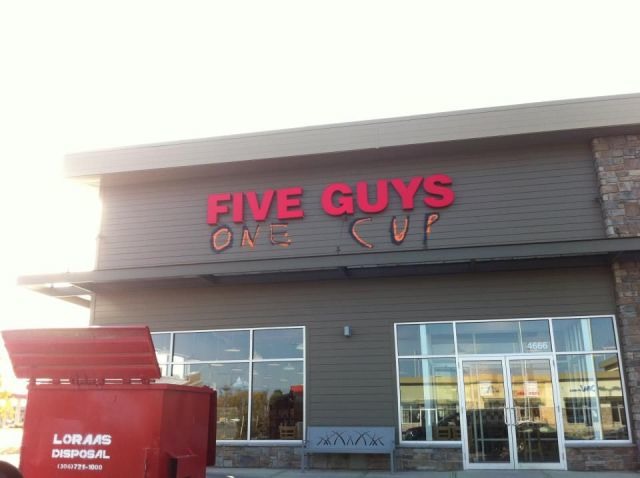 FIVE GUYS
ONE CUP
4666
LORAAS
DISPOSAL